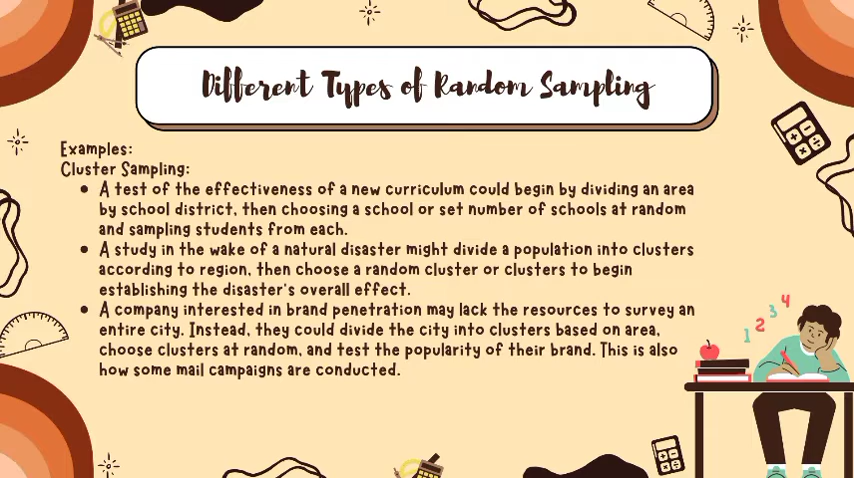 Different Types of Random Sampling
Examples:
Cluster Sampling:
• A test of the effectiveness of a new curriculum could begin by dividing an area
by school district, then choosing a school or set number of schools at random
and sampling students from each.
• A study in the wake of a natural disaster might divide a population into clusters
according to region, then choose a random cluster or clusters to begin
establishing the disaster's overall effect.
• A company interested in brand penetration may lack the resources to survey an
entire city. Instead, they could divide the city into clusters based on area,
choose clusters at random, and test the popularity of their brand. This is also
how some mail campaigns are conducted.
1 2 3 4